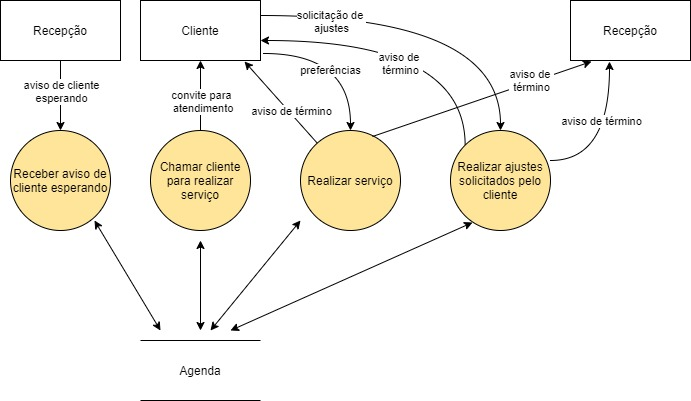 Recepção
Cliente
solicitação de
ajustes
Recepção
aviso de cliente
esperando
convite para
atendimento
preferências
aviso de
término
aviso de
término
aviso de término
aviso de término
Receber aviso de
cliente esperando
Chamar cliente
para realizar
serviço
Realizar serviço
Realizar ajustes
solicitados pelo
cliente
Agenda